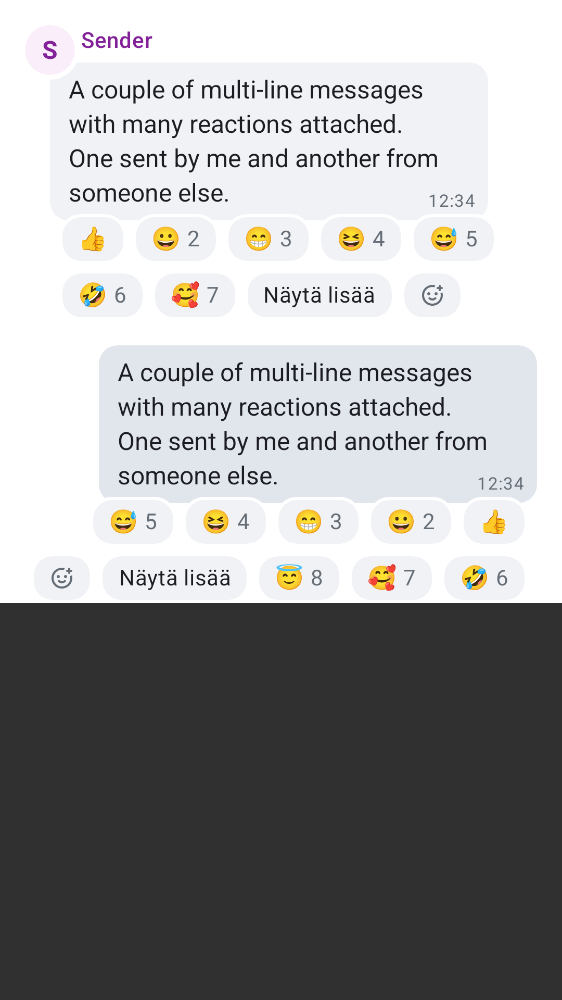 S
Sender
A couple of multi-line messages
with many reactions attached.
One sent by me and another from
someone else.
12:34
👍 😀 2 😁 3 😆 4 😅 5
🤣 6 🥰 7 Näytä lisää
A couple of multi-line messages
with many reactions attached.
One sent by me and another from
someone else.
12:34
😅 5 😆 4 😁 3 😀 2 👍
Näytä lisää 😇 8 🥰 7 🤣 6